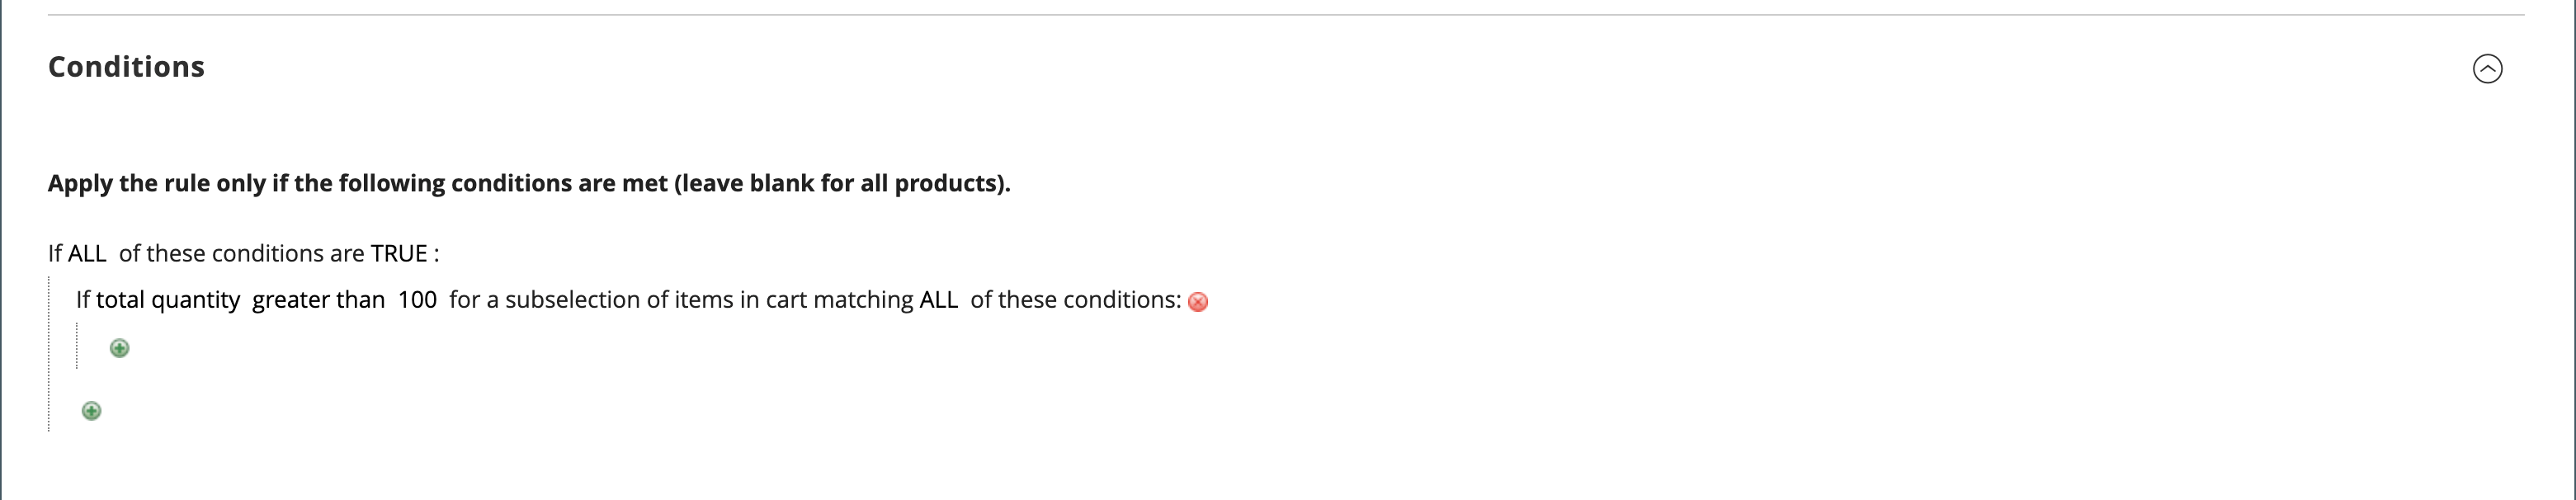 Conditions
Apply the rule only if the following conditions are met (leave blank for all products).
If ALL of these conditions are TRUE :
If total quantity greater than 100 for a subselection of items in cart matching ALL of these conditions: